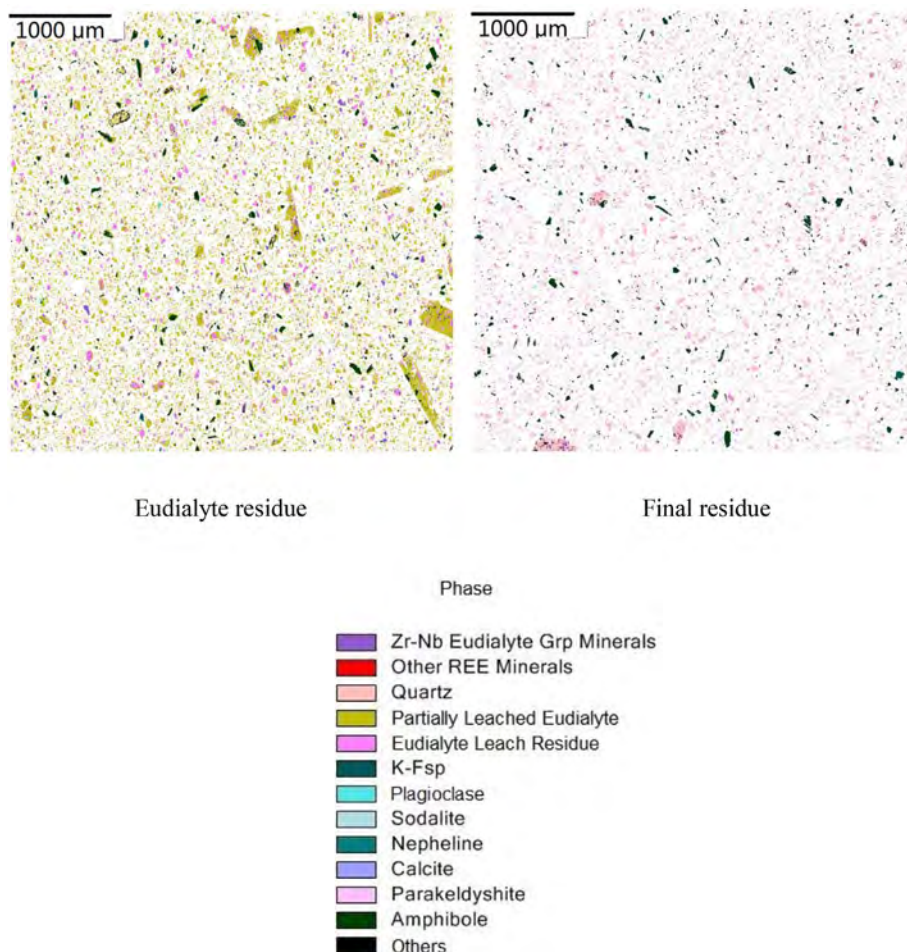 1000 µm
1000 µm
Eudialyte residue
Final residue
Phase
Zr-Nb Eudialyte Grp Minerals
Other REE Minerals
Quartz
Partially Leached Eudialyte
Eudialyte Leach Residue
K-Fsp
Plagioclase
Sodalite
Nepheline
Calcite
Parakeldyshite
Amphibole
Others